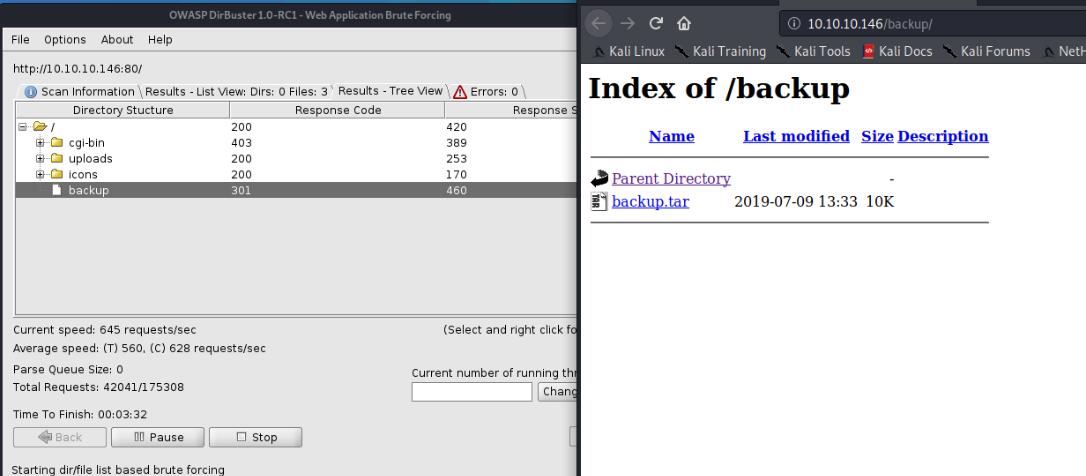 OWASP DirBuster 1.0-RC1 - Web Application Brute Forcing
File Options About Help
http://10.10.10.146:80/
Scan Information Results - List View: Dirs: 0 Files: 3 Results - Tree View Errors: 0
Directory Stucture Response Code Response S
/ 200 420
cgi-bin 403 389
uploads 200 253
icons 200 170
backup 301 460
Current speed: 645 requests/sec (Select and right click fo
Average speed: (T) 560, (C) 628 requests/sec
Parse Queue Size: 0
Current number of running thr
Total Requests: 42041/175308
Chang
Time To Finish: 00:03:32
Back Pause Stop
Starting dir/file list based brute forcing
10.10.10.146/backup/
Kali Linux Kali Training Kali Tools Kali Docs Kali Forums NetH
Index of /backup
Name Last modified Size Description
Parent Directory -
backup.tar 2019-07-09 13:33 10K